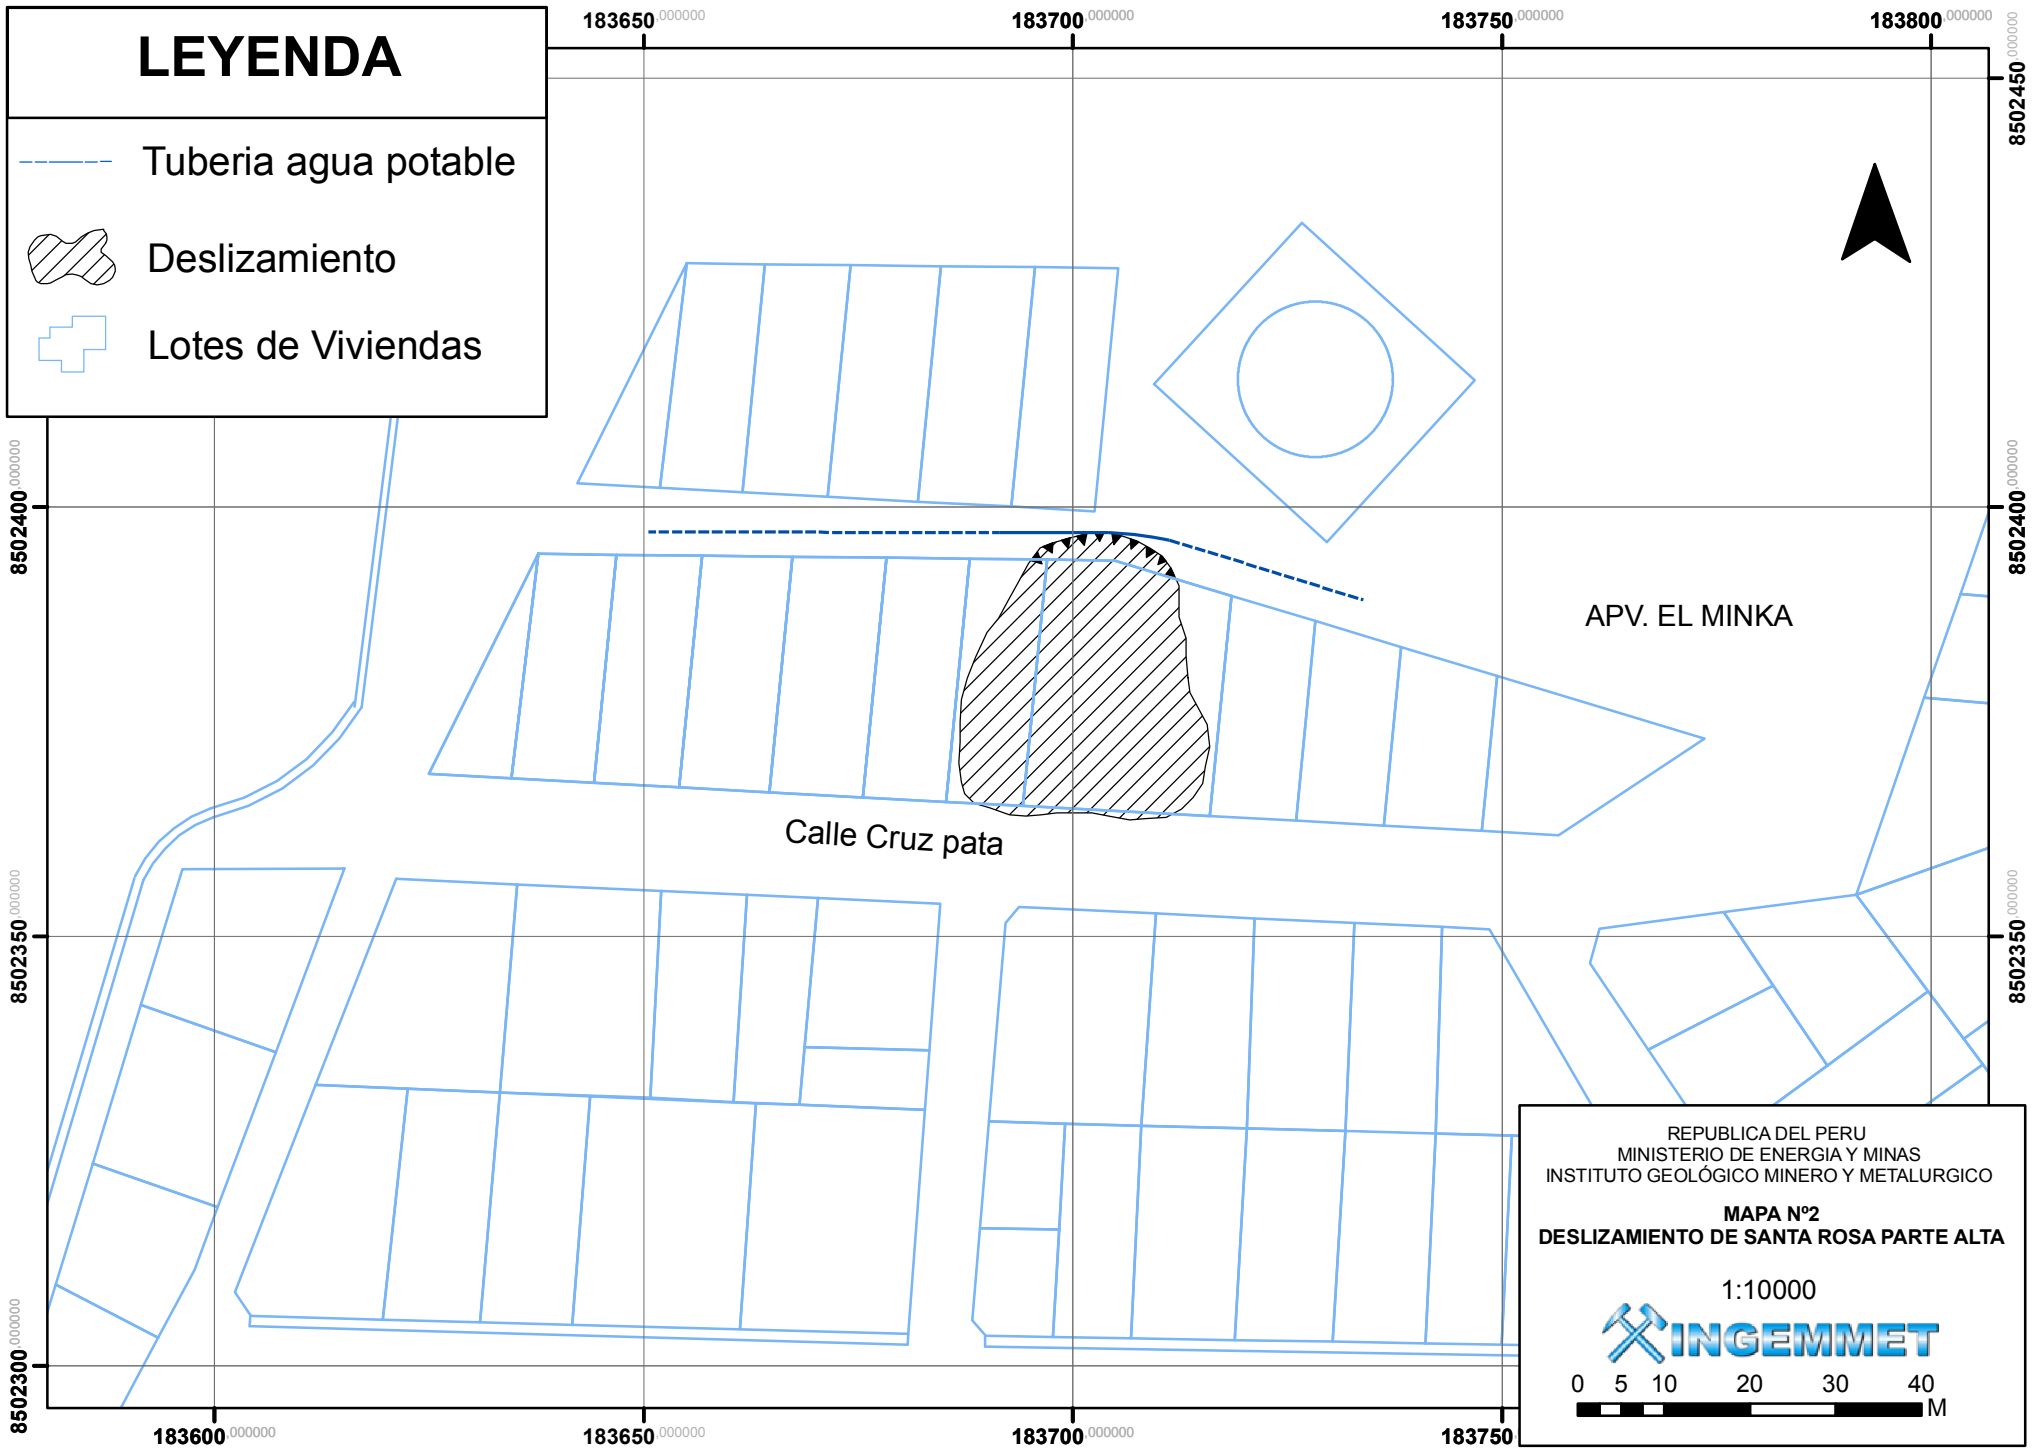 183650,000000 183700,000000 183750,000000 183800,000000
LEYENDA
Tuberia agua potable
Deslizamiento
Lotes de Viviendas
8502450,000000
8502400,000000
8502400,000000
APV. EL MINKA
Calle Cruz pata
8502350,000000
8502350,000000
8502300,000000
REPUBLICA DEL PERU
MINISTERIO DE ENERGIA Y MINAS
INSTITUTO GEOLÓGICO MINERO Y METALURGICO
MAPA Nº2
DESLIZAMIENTO DE SANTA ROSA PARTE ALTA
1:10000
INGEMMET
0 5 10 20 30 40
M
183600,000000 183650,000000 183700,000000 183750